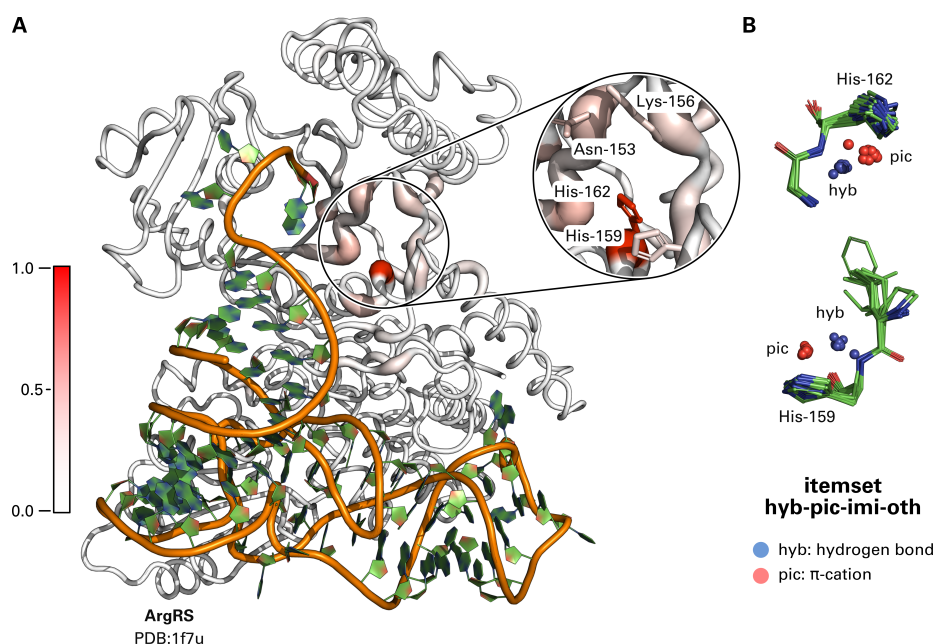 A
B
His-162
Lys-156
Asn-153
pic
His-162
hyb
His-159
1.0
hyb
pic
0.5
His-159
itemset
hyb-pic-imi-oth
0.0
hyb: hydrogen bond
pic: π-cation
ArgRS
PDB:1f7u